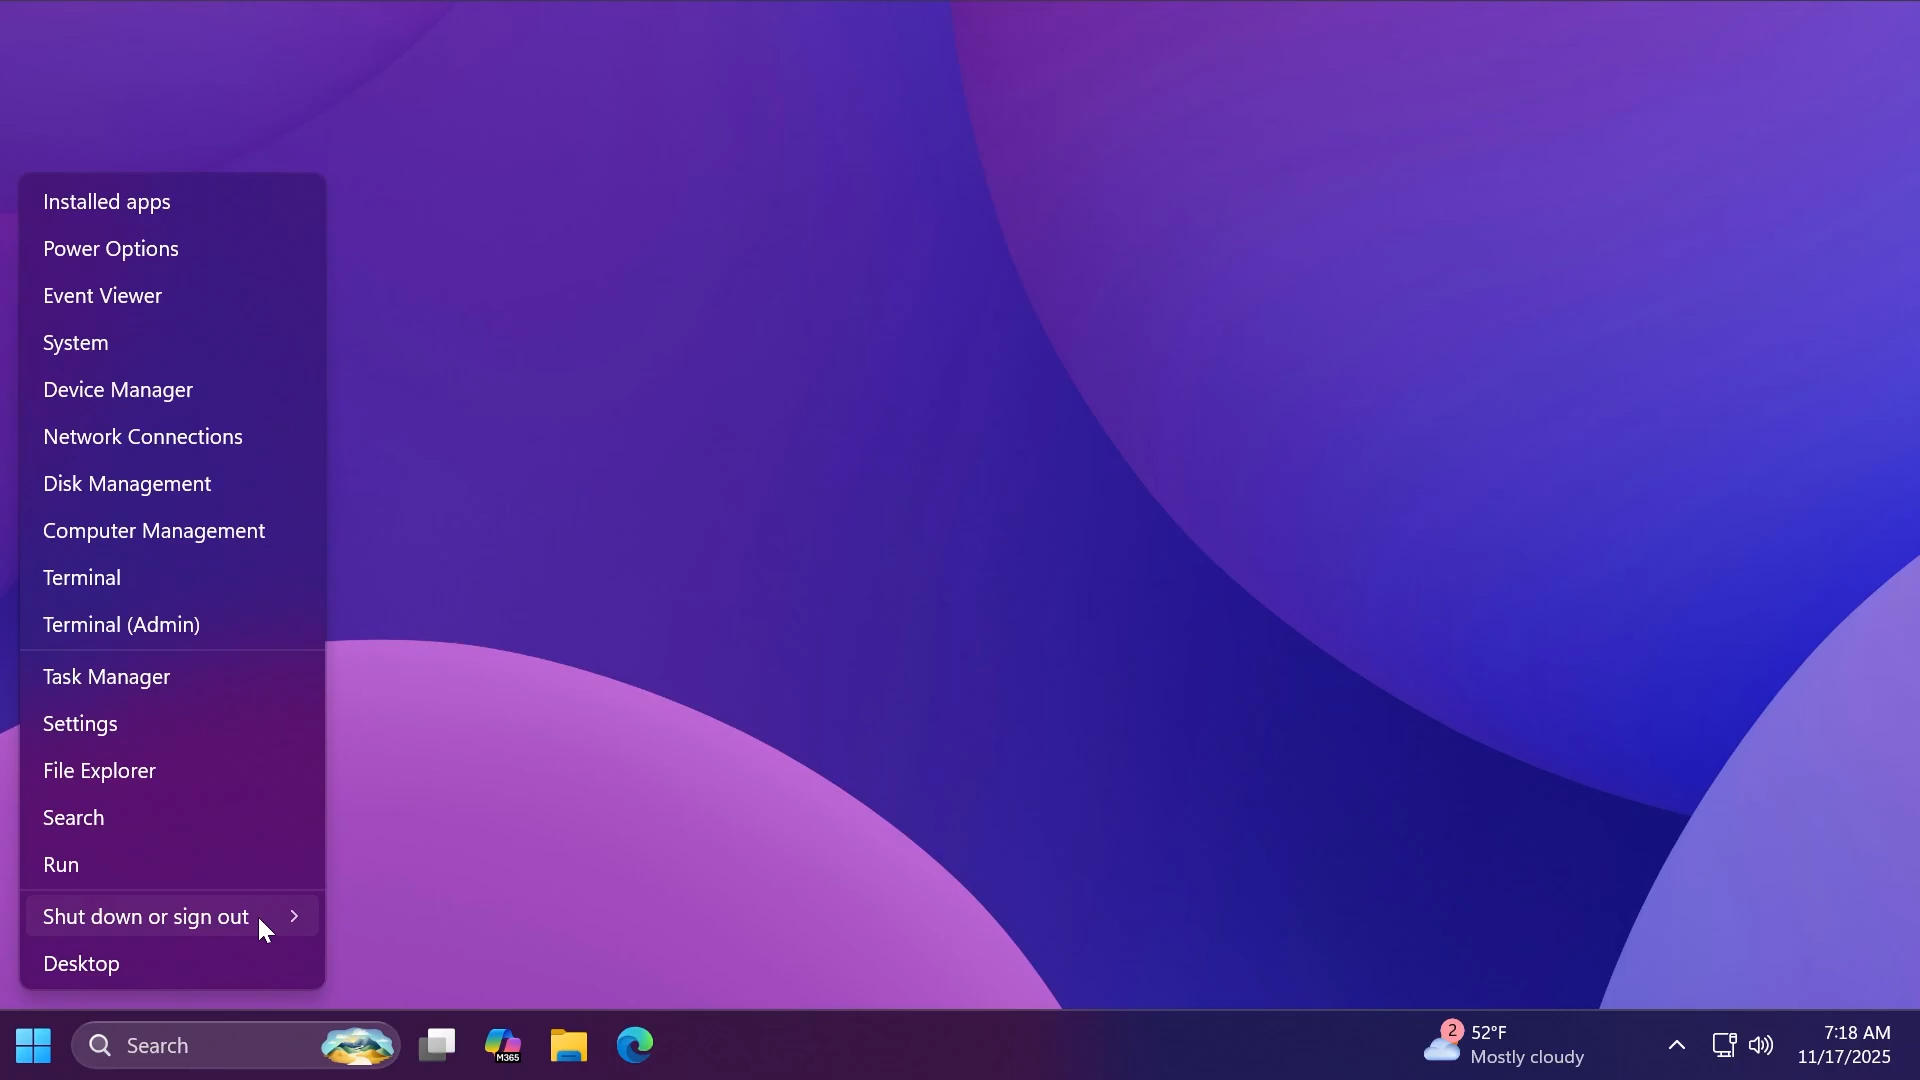 Installed apps
Power Options
Event Viewer
System
Device Manager
Network Connections
Disk Management
Computer Management
Terminal
Terminal (Admin)
Task Manager
Settings
File Explorer
Search
Run
Shut down or sign out
Desktop
Search
M365
2
52°F
Mostly cloudy
7:18 AM
11/17/2025